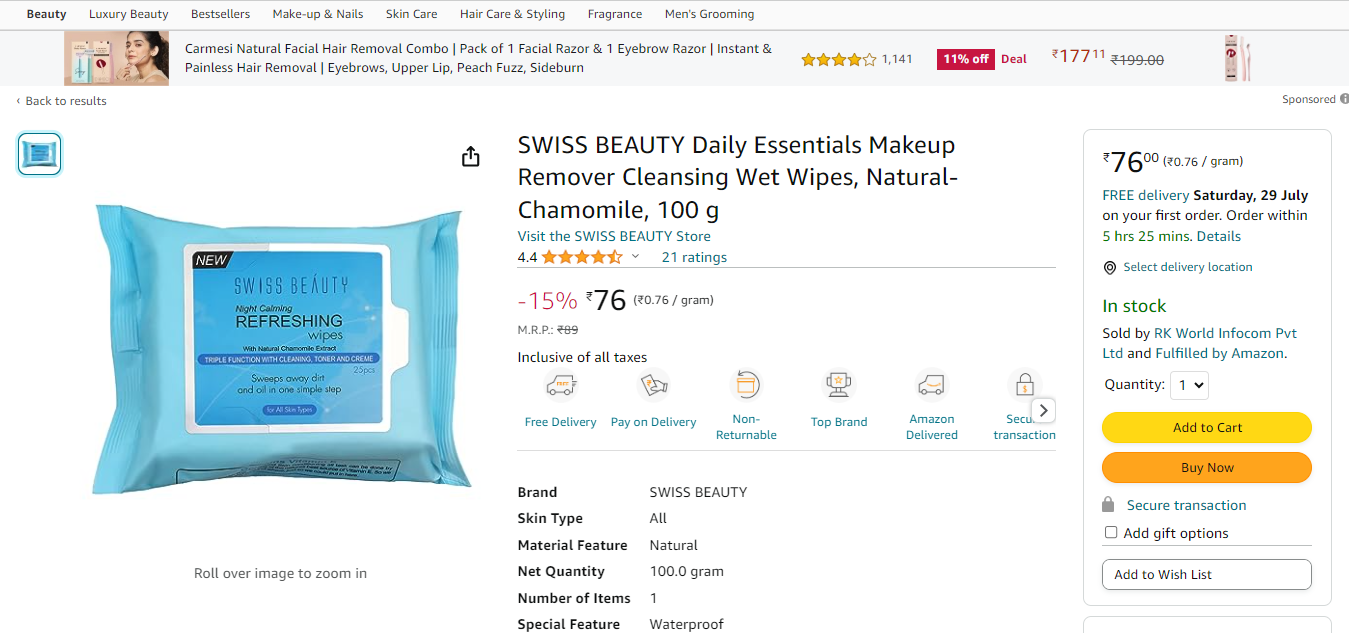 Beauty Luxury Beauty Bestsellers Make-up & Nails Skin Care Hair Care & Styling Fragrance Men's Grooming
Carmesi Natural Facial Hair Removal Combo | Pack of 1 Facial Razor & 1 Eyebrow Razor | Instant &
Painless Hair Removal | Eyebrows, Upper Lip, Peach Fuzz, Sideburn
1,141
11% off Deal
₹177 11 ₹199.00
‹ Back to results
Sponsored
NEW
SWISS BEAUTY
Night Calming
REFRESHING
wipes
With Natural Chamomile Extract
TRIPLE FUNCTION WITH CLEANING, TONER AND CREME
25pcs
Sweeps away dirt
and oil in one simple step
for All Skin Types
Roll over image to zoom in
SWISS BEAUTY Daily Essentials Makeup
Remover Cleansing Wet Wipes, Natural-
Chamomile, 100 g
Visit the SWISS BEAUTY Store
4.4 21 ratings
-15% ₹76 (₹0.76 / gram)
M.R.P.: ₹89
Inclusive of all taxes
FREE
Free Delivery
Pay on Delivery
Non-
Returnable
Top Brand
Amazon
Delivered
Secu
transaction
Brand SWISS BEAUTY
Skin Type All
Material Feature Natural
Net Quantity 100.0 gram
Number of Items 1
Special Feature Waterproof
₹76 00 (₹0.76 / gram)
FREE delivery Saturday, 29 July
on your first order. Order within
5 hrs 25 mins. Details
Select delivery location
In stock
Sold by RK World Infocom Pvt
Ltd and Fulfilled by Amazon.
Quantity: 1
Add to Cart
Buy Now
Secure transaction
Add gift options
Add to Wish List